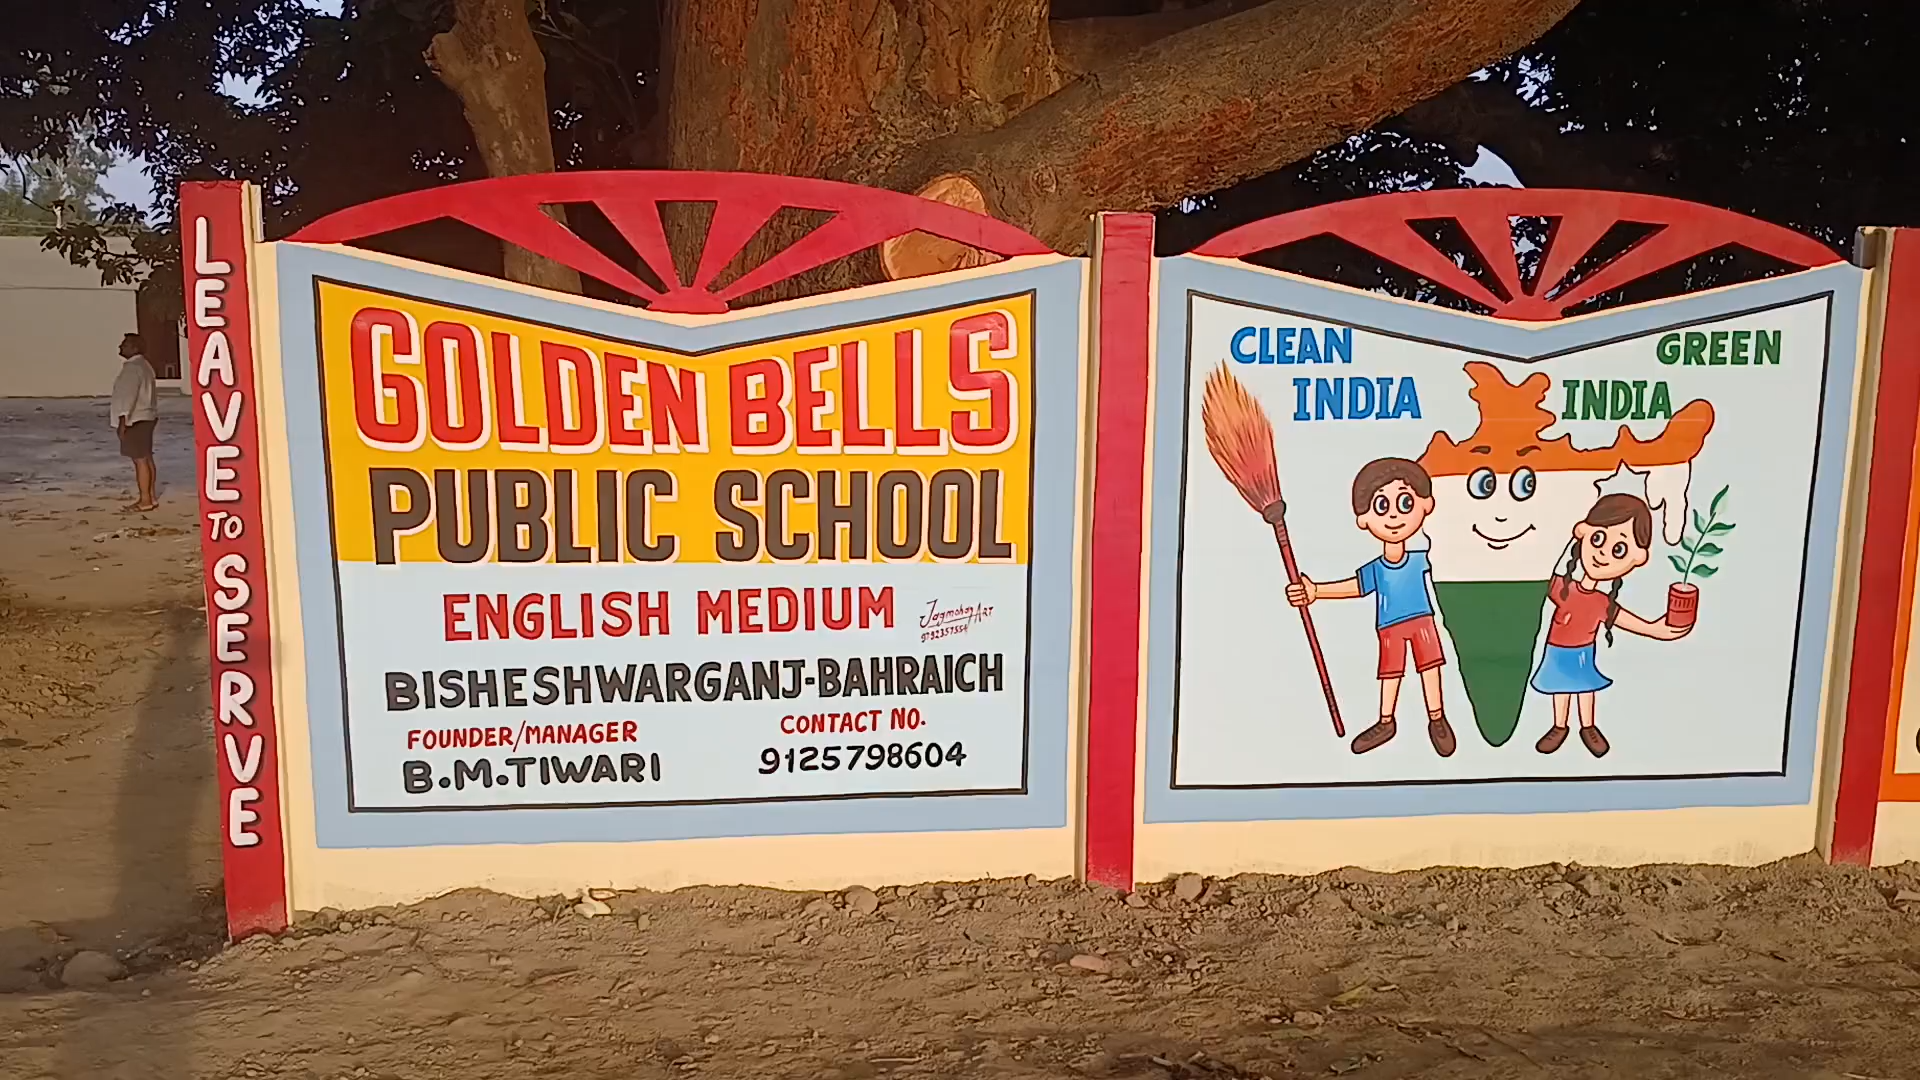 LEAVE TO SERVE
GOLDEN BELLS
PUBLIC SCHOOL
ENGLISH MEDIUM
Jagmohan ART
9792357554
BISHESHWARGANJ-BAHRAICH
FOUNDER/MANAGER
B.M.TIWARI
CONTACT NO.
9125798604
CLEAN
INDIA
GREEN
INDIA